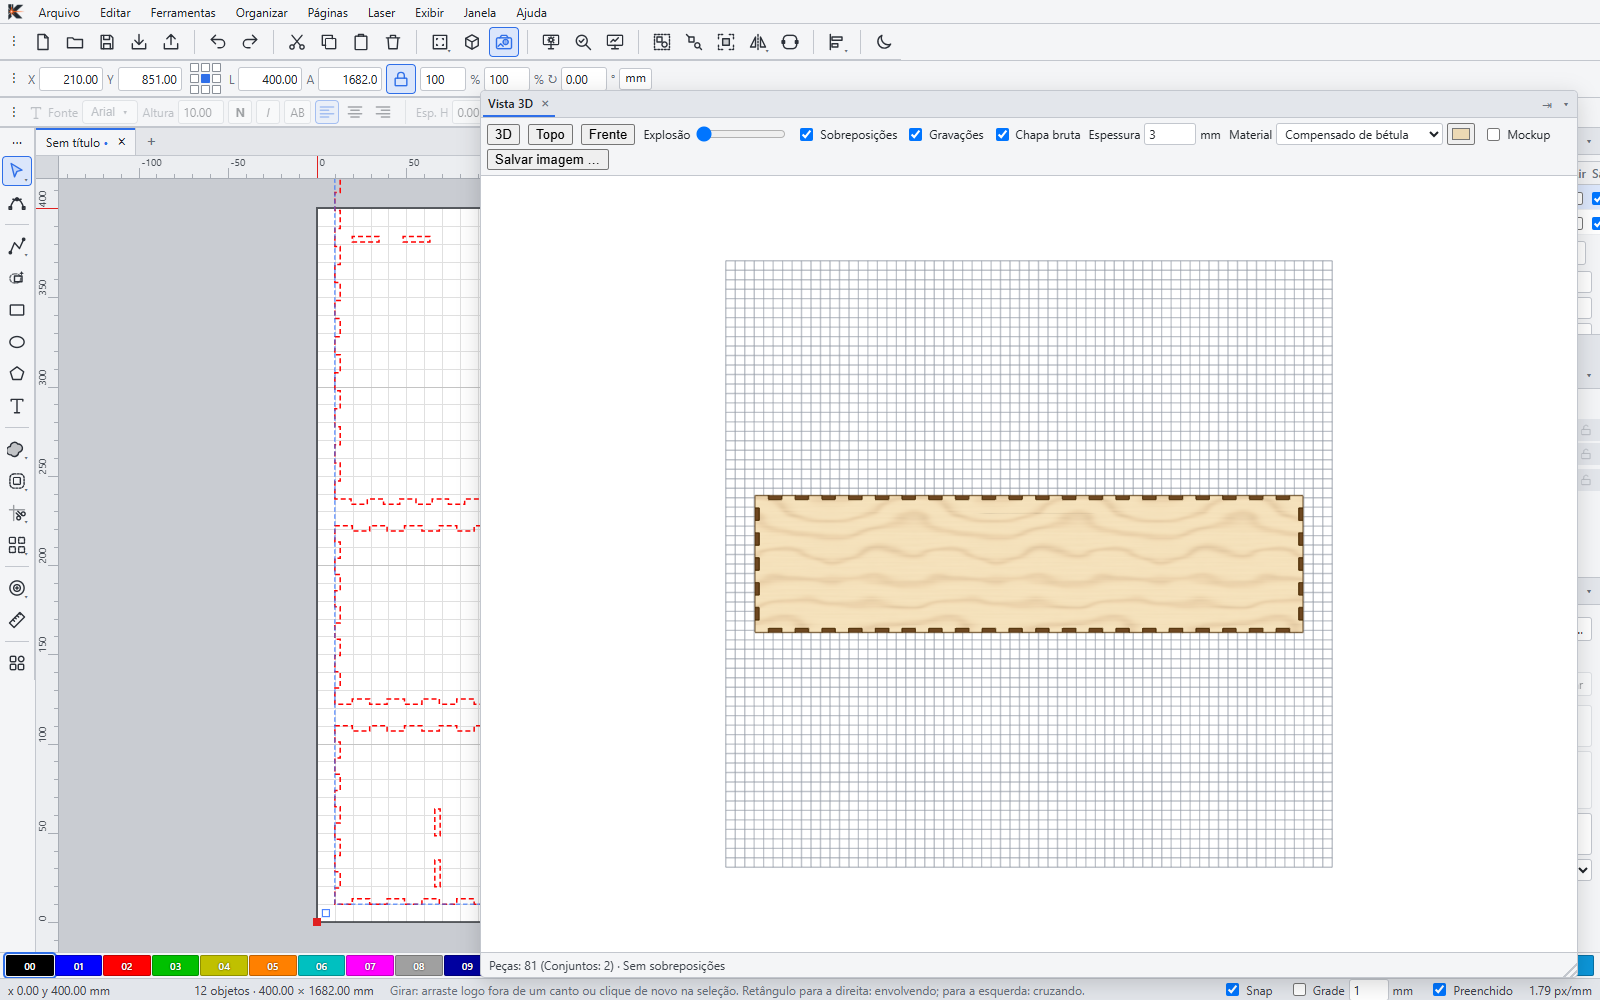 Arquivo Editar Ferramentas Organizar Páginas Laser Exibir Janela Ajuda
X 210.00 Y 851.00 L 400.00 A 1682.0 100 % 100 % ↻ 0.00 ° mm
T Fonte Arial Altura 10.00 N I AB Esp. H 0.00
Vista 3D ×
3D Topo Frente Explosão Sobreposições Gravações Chapa bruta Espessura 3 mm Material Compensado de bétula Mockup
Salvar imagem ...
Sem título • × +
-100 -50 0 50
400
350
300
250
200
150
100
50
0
ir
00 01 02 03 04 05 06 07 08 09
Peças: 81 (Conjuntos: 2) · Sem sobreposições
x 0.00 y 400.00 mm 12 objetos · 400.00 × 1682.00 mm Girar: arraste logo fora de um canto ou clique de novo na seleção. Retângulo para a direita: envolvendo; para a esquerda: cruzando. Snap Grade 1 mm Preenchido 1.79 px/mm